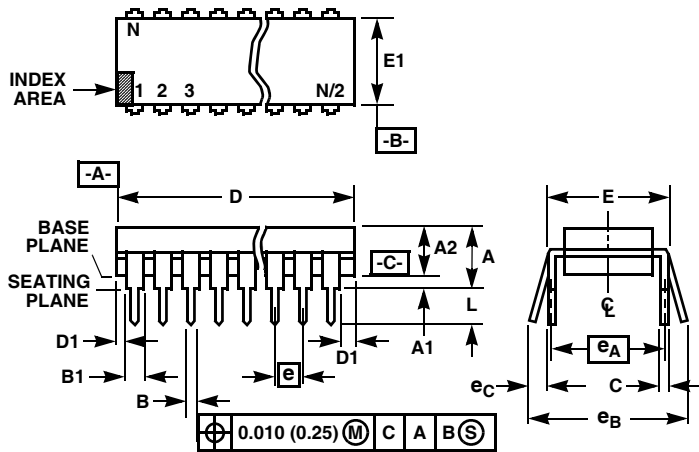 N
E1
INDEX
AREA
1 2 3 N/2
-B-
-A-
D
E
BASE
PLANE
A2
A
-C-
SEATING
PLANE
L
C L
D1
A1
D1
eA
B1
e
eC
C
B
eB
0.010 (0.25) M C A B S